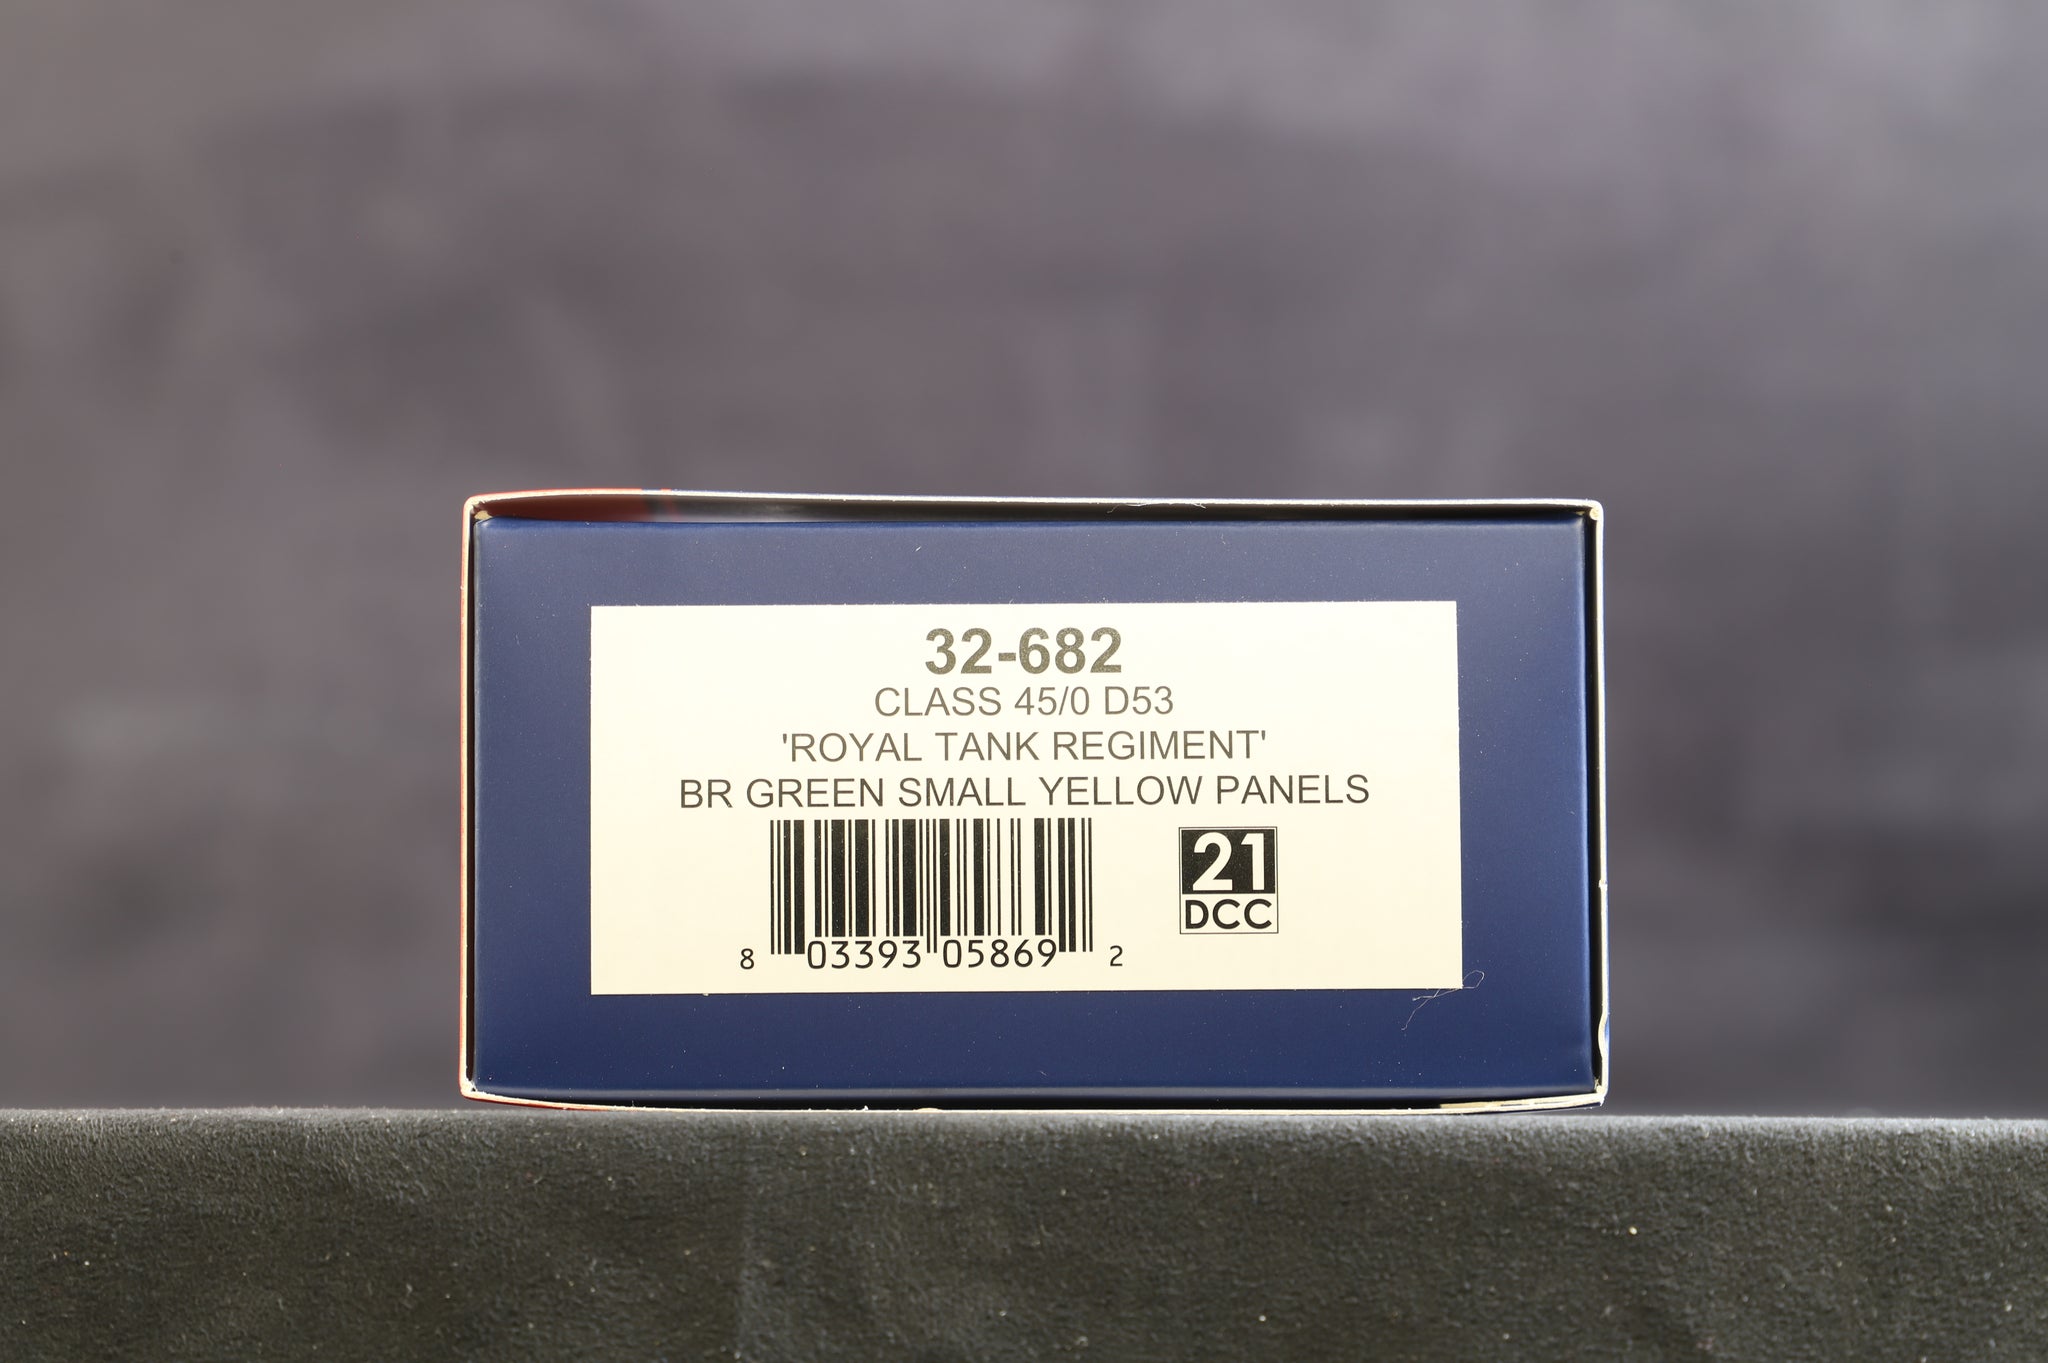 32-682
CLASS 45/0 D53
'ROYAL TANK REGIMENT'
BR GREEN SMALL YELLOW PANELS
21
DCC
8 03393 05869 2